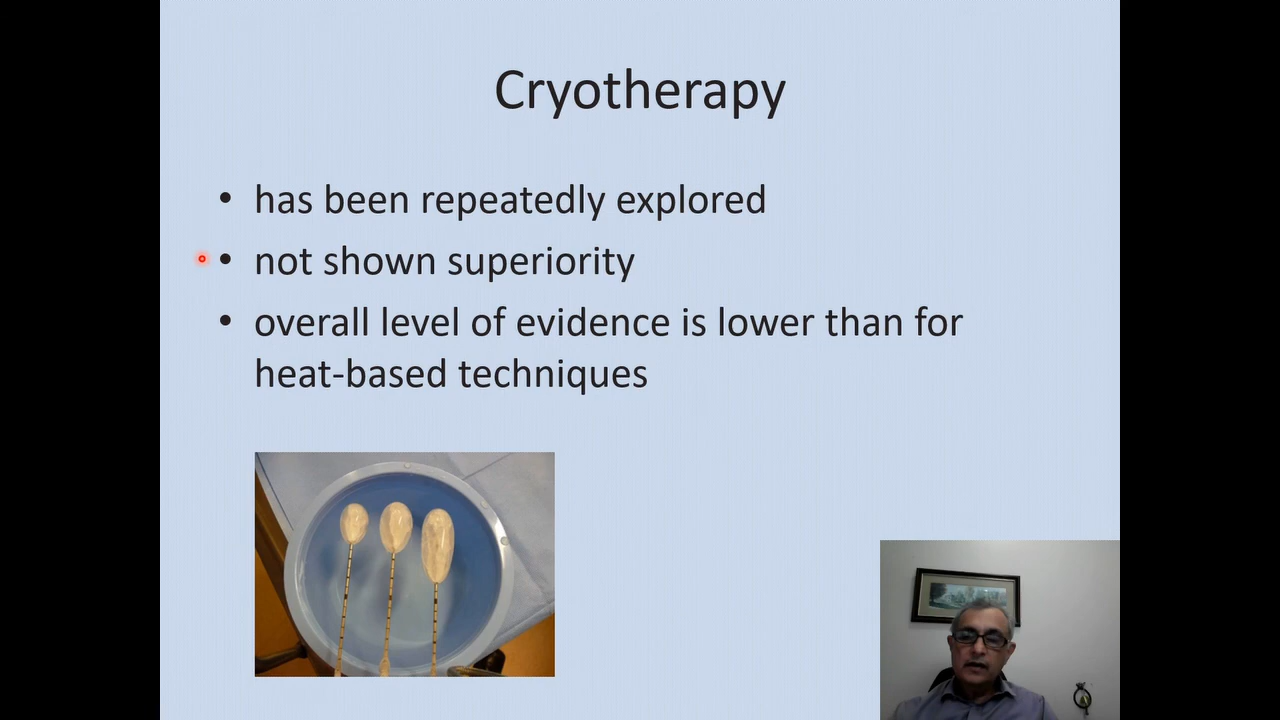 Cryotherapy
• has been repeatedly explored
• not shown superiority
• overall level of evidence is lower than for
heat-based techniques